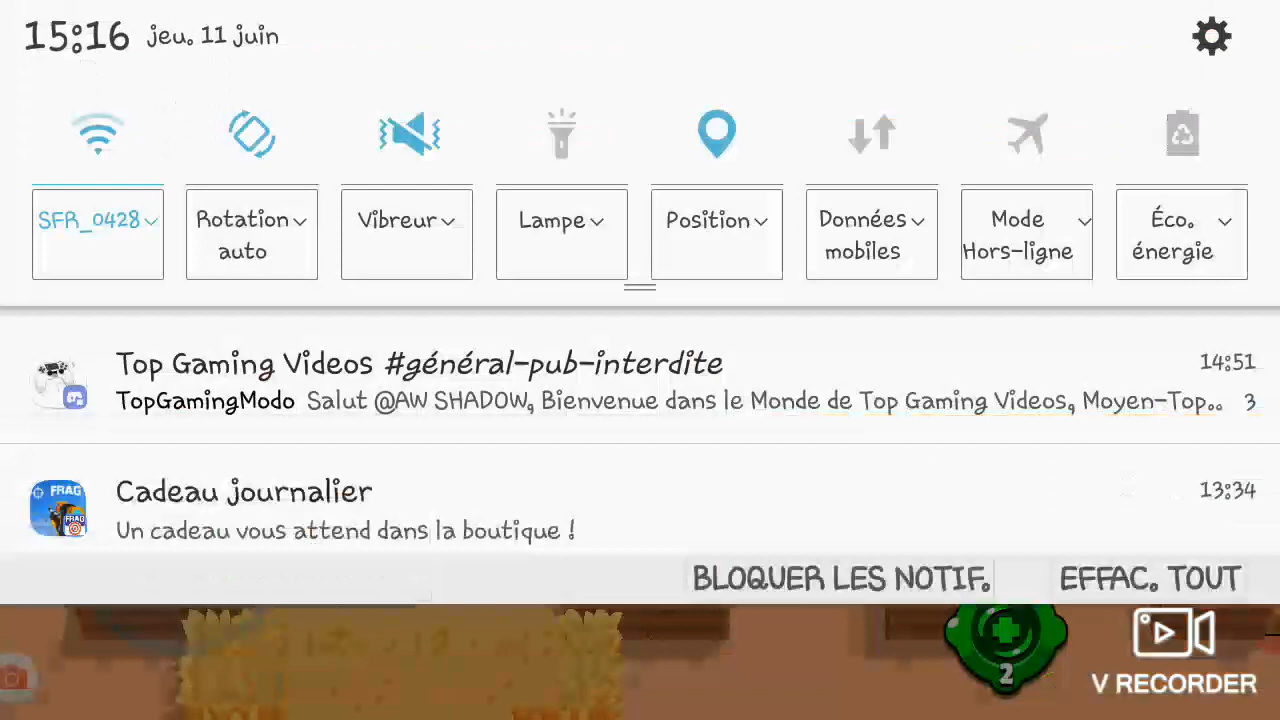 15:16 jeu. 11 juin
SFR_0428 Rotation auto Vibreur Lampe Position Données mobiles Mode Hors-ligne Éco. énergie
Top Gaming Videos #général-pub-interdite 14:51
TopGamingModo Salut @AW SHADOW, Bienvenue dans le Monde de Top Gaming Videos, Moyen-Top.. 3
FRAG
FRAG
Cadeau journalier 13:34
Un cadeau vous attend dans la boutique !
BLOQUER LES NOTIF. EFFAC. TOUT
2
V RECORDER